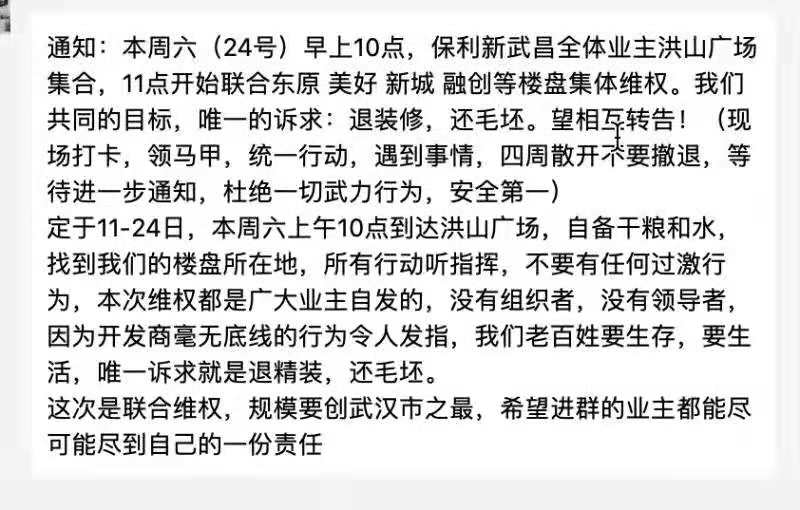 通知：本周六（24号）早上10点，保利新武昌全体业主洪山广场
集合，11点开始联合东原 美好 新城 融创等楼盘集体维权。我们
共同的目标，唯一的诉求：退装修，还毛坯。望相互转告！（现
场打卡，领马甲，统一行动，遇到事情，四周散开不要撤退，等
待进一步通知，杜绝一切武力行为，安全第一）
定于11-24日，本周六上午10点到达洪山广场，自备干粮和水，
找到我们的楼盘所在地，所有行动听指挥，不要有任何过激行
为，本次维权都是广大业主自发的，没有组织者，没有领导者，
因为开发商毫无底线的行为令人发指，我们老百姓要生存，要生
活，唯一诉求就是退精装，还毛坯。
这次是联合维权，规模要创武汉市之最，希望进群的业主都能尽
可能尽到自己的一份责任